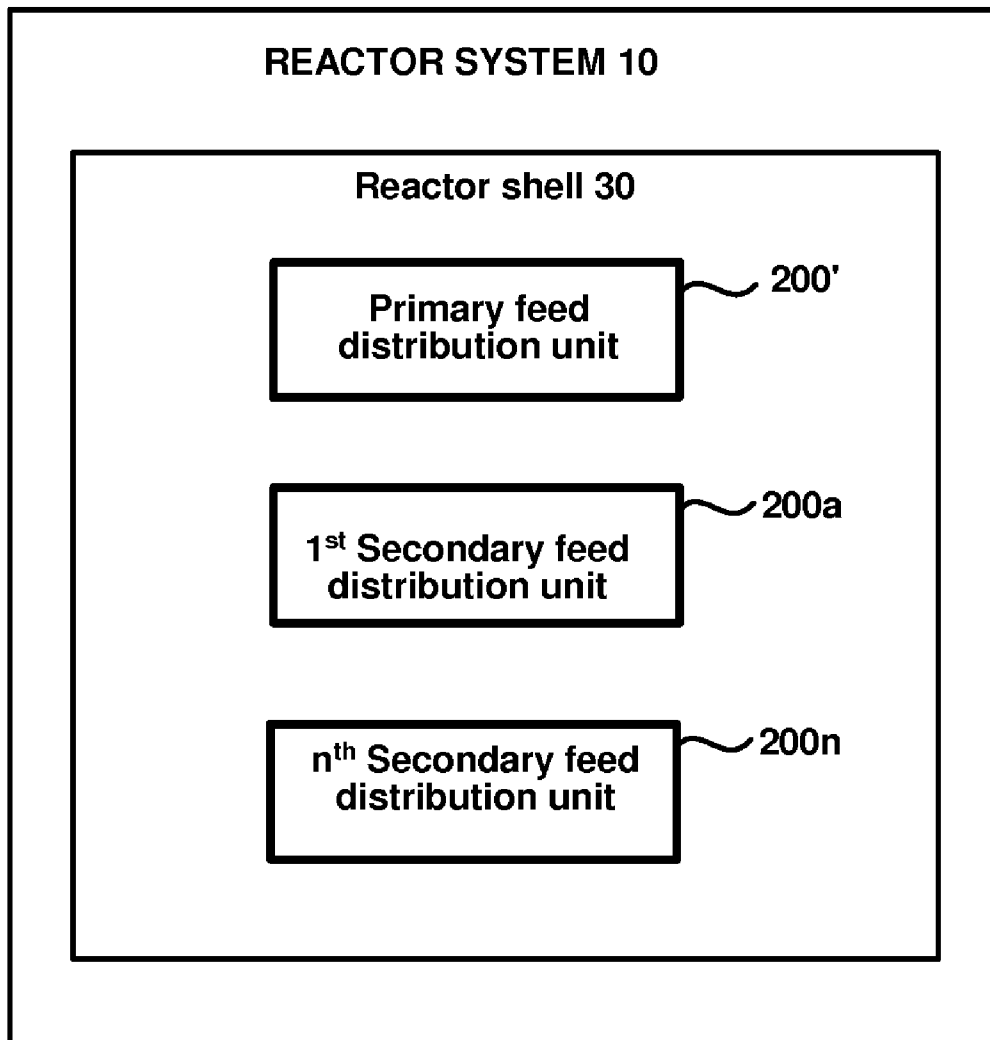 REACTOR SYSTEM 10
Reactor shell 30
Primary feed
distribution unit
200'
1st Secondary feed
distribution unit
200a
nth Secondary feed
distribution unit
200n